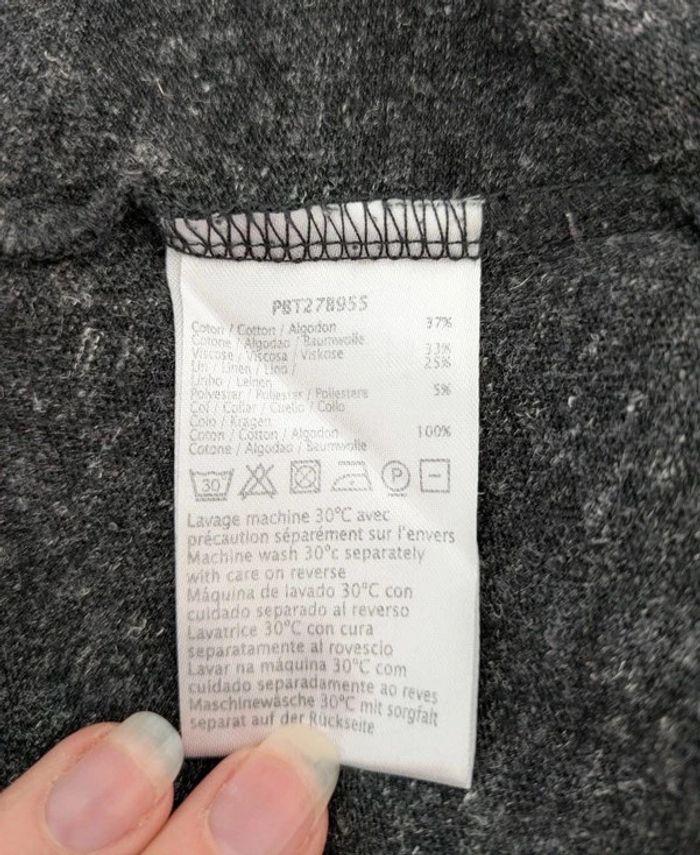 PBT27895S
Coton / Cotton / Algodon 37%
Cotone / Algodao / Baumwolle
Viscose / Viscosa / Viskose 33%
Lin / Linen / Lino / 25%
Linho / Leinen
Polyester / Poliester / Poliestere 5%
Col / Collar / Cuello / Collo
Colo / Kragen
Coton / Cotton / Algodon 100%
Cotone / Algodao / Baumwolle
30 P
Lavage machine 30°C avec
précaution séparément sur l'envers
Machine wash 30°c separately
with care on reverse
Máquina de lavado 30°C con
cuidado separado al reverso
Lavatrice 30°C con cura
separatamente al rovescio
Lavar na máquina 30°C com
cuidado separadamente ao reves
Maschinewäsche 30°C mit sorgfalt
separat auf der Rückseite